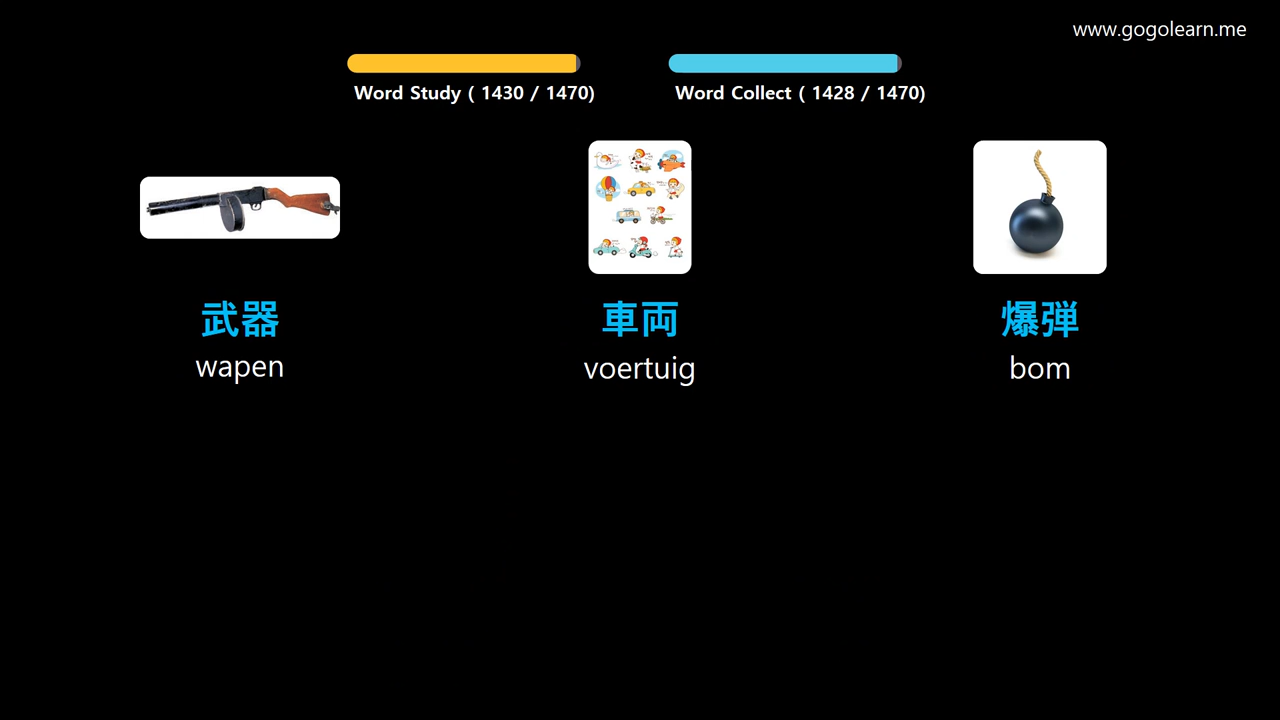 www.gogolearn.me
Word Study ( 1430 / 1470)
Word Collect ( 1428 / 1470)
武器
車両
爆弾
wapen
voertuig
bom